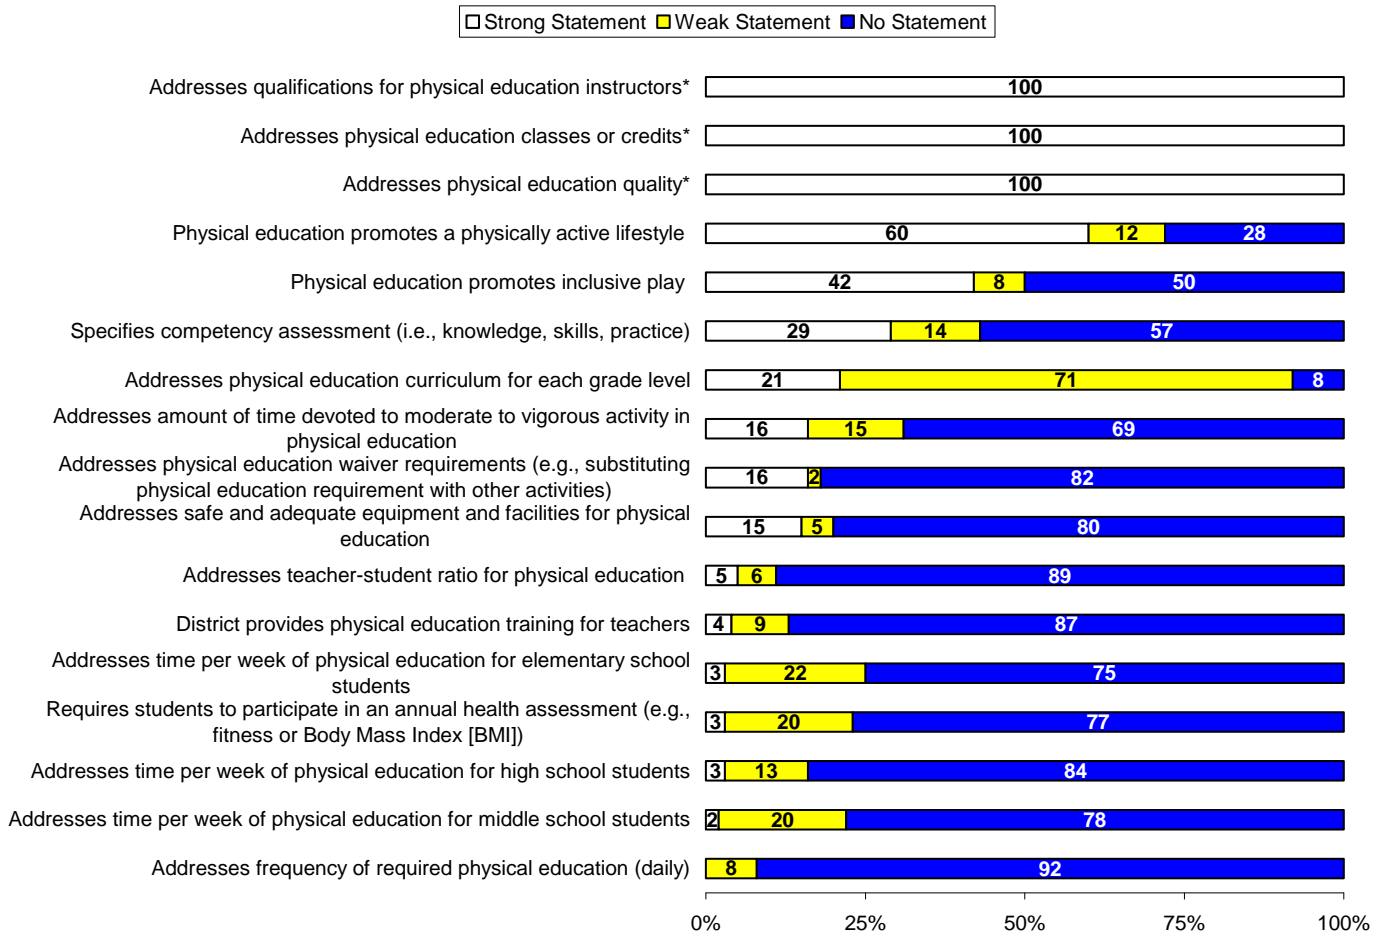 Strong Statement Weak Statement No Statement
Addresses qualifications for physical education instructors* 100
Addresses physical education classes or credits* 100
Addresses physical education quality* 100
Physical education promotes a physically active lifestyle 60 12 28
Physical education promotes inclusive play 42 8 50
Specifies competency assessment (i.e., knowledge, skills, practice) 29 14 57
Addresses physical education curriculum for each grade level 21 71 8
Addresses amount of time devoted to moderate to vigorous activity in
physical education 16 15 69
Addresses physical education waiver requirements (e.g., substituting
physical education requirement with other activities) 16 2 82
Addresses safe and adequate equipment and facilities for physical
education 15 5 80
Addresses teacher-student ratio for physical education 5 6 89
District provides physical education training for teachers 4 9 87
Addresses time per week of physical education for elementary school
students 3 22 75
Requires students to participate in an annual health assessment (e.g.,
fitness or Body Mass Index [BMI]) 3 20 77
Addresses time per week of physical education for high school students 3 13 84
Addresses time per week of physical education for middle school students 2 20 78
Addresses frequency of required physical education (daily) 8 92
0% 25% 50% 75% 100%